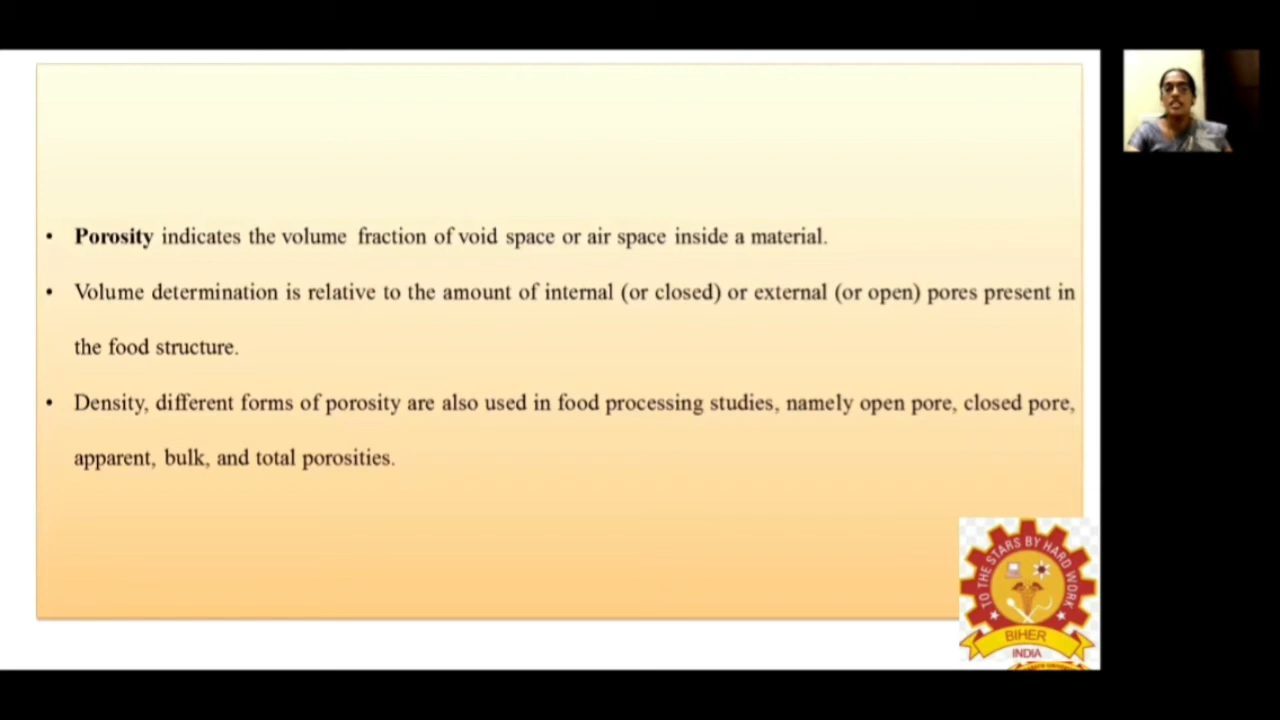 • Porosity indicates the volume fraction of void space or air space inside a material.
• Volume determination is relative to the amount of internal (or closed) or external (or open) pores present in
the food structure.
• Density, different forms of porosity are also used in food processing studies, namely open pore, closed pore,
apparent, bulk, and total porosities.
TO THE STARS BY HARD WORK
BIHER
INDIA